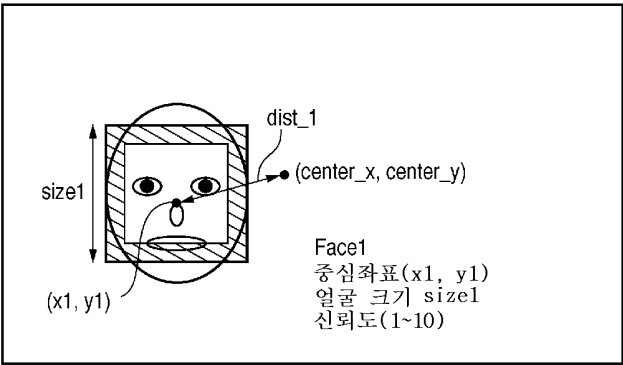 dist_1
(center_x, center_y)
size1
(x1, y1)
Face1
중심좌표(x1, y1)
얼굴 크기 size1
신뢰도(1~10)